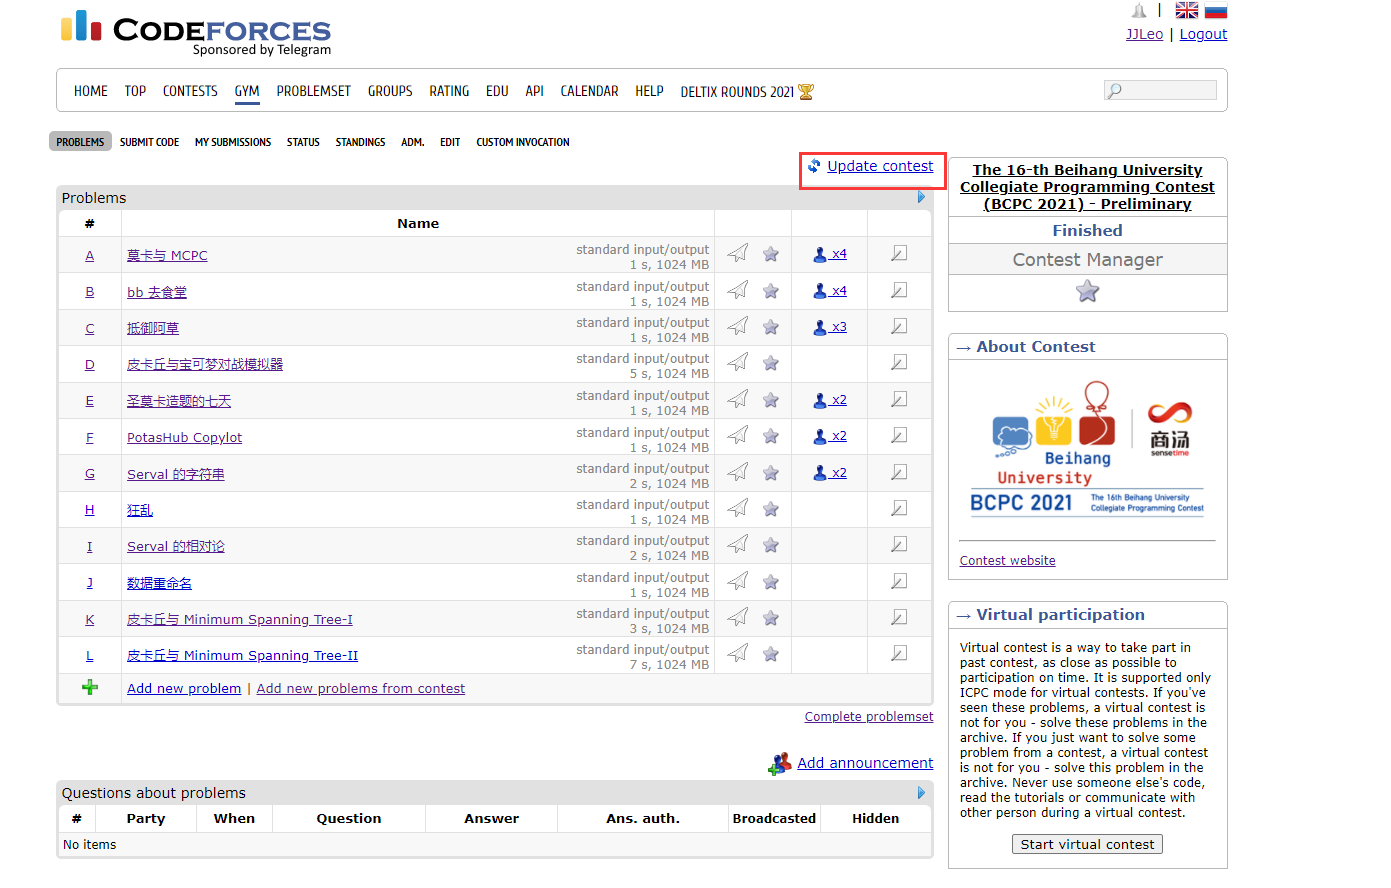 CODEFORCES
Sponsored by Telegram
|
JJLeo | Logout
HOME TOP CONTESTS GYM PROBLEMSET GROUPS RATING EDU API CALENDAR HELP DELTIX ROUNDS 2021
PROBLEMS SUBMIT CODE MY SUBMISSIONS STATUS STANDINGS ADM. EDIT CUSTOM INVOCATION
Update contest
Problems
# Name
A 莫卡与 MCPC standard input/output x4
1 s, 1024 MB
B bb 去食堂 standard input/output x4
1 s, 1024 MB
C 抵御阿草 standard input/output x3
1 s, 1024 MB
D 皮卡丘与宝可梦对战模拟器 standard input/output
5 s, 1024 MB
E 圣莫卡造题的七天 standard input/output x2
1 s, 1024 MB
F PotasHub Copylot standard input/output x2
1 s, 1024 MB
G Serval 的字符串 standard input/output x2
2 s, 1024 MB
H 狂乱 standard input/output
1 s, 1024 MB
I Serval 的相对论 standard input/output
2 s, 1024 MB
J 数据重命名 standard input/output
1 s, 1024 MB
K 皮卡丘与 Minimum Spanning Tree-I standard input/output
3 s, 1024 MB
L 皮卡丘与 Minimum Spanning Tree-II standard input/output
7 s, 1024 MB
Add new problem | Add new problems from contest
Complete problemset
Add announcement
Questions about problems
# Party When Question Answer Ans. auth. Broadcasted Hidden
No items
The 16-th Beihang University
Collegiate Programming Contest
(BCPC 2021) - Preliminary
Finished
Contest Manager
→ About Contest
商汤
sensetime
Beihang
University
BCPC 2021 The 16th Beihang University
Collegiate Programming Contest
Contest website
→ Virtual participation
Virtual contest is a way to take part in
past contest, as close as possible to
participation on time. It is supported only
ICPC mode for virtual contests. If you've
seen these problems, a virtual contest is
not for you - solve these problems in the
archive. If you just want to solve some
problem from a contest, a virtual contest
is not for you - solve this problem in the
archive. Never use someone else's code,
read the tutorials or communicate with
other person during a virtual contest.
Start virtual contest